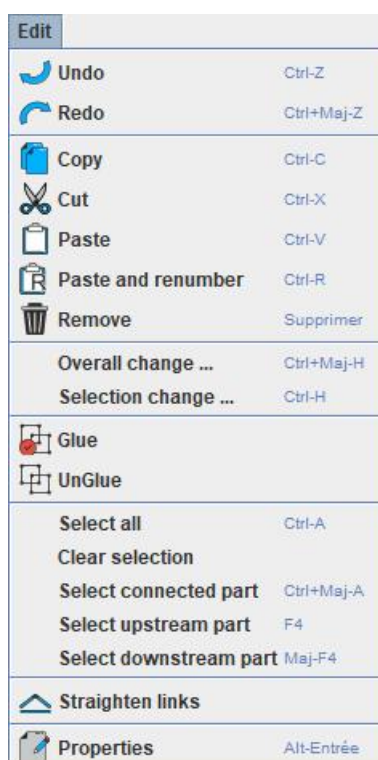 Edit
Undo Ctrl-Z
Redo Ctrl+Maj-Z
Copy Ctrl-C
Cut Ctrl-X
Paste Ctrl-V
R Paste and renumber Ctrl-R
Remove Supprimer
Overall change ... Ctrl+Maj-H
Selection change ... Ctrl-H
Glue
UnGlue
Select all Ctrl-A
Clear selection
Select connected part Ctrl+Maj-A
Select upstream part F4
Select downstream part Maj-F4
Straighten links
Properties Alt-Entrée